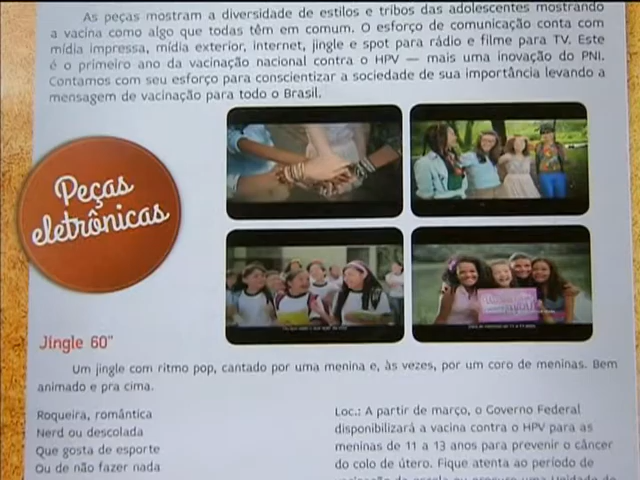 As peças mostram a diversidade de estilos e tribos das adolescentes mostrando
a vacina como algo que todas têm em comum. O esforço de comunicação conta com
mídia impressa, mídia exterior, internet, jingle e spot para rádio e filme para TV. Este
é o primeiro ano da vacinação nacional contra o HPV — mais uma inovação do PNI.
Contamos com seu esforço para conscientizar a sociedade de sua importância levando a
mensagem de vacinação para todo o Brasil.
Peças
eletrônicas
Jingle 60"
Um jingle com ritmo pop, cantado por uma menina e, às vezes, por um coro de meninas. Bem
animado e pra cima.
Roqueira, romântica
Nerd ou descolada
Que gosta de esporte
Ou de não fazer nada
Loc.: A partir de março, o Governo Federal
disponibilizará a vacina contra o HPV para as
meninas de 11 a 13 anos para prevenir o câncer
do colo de útero. Fique atenta ao período de